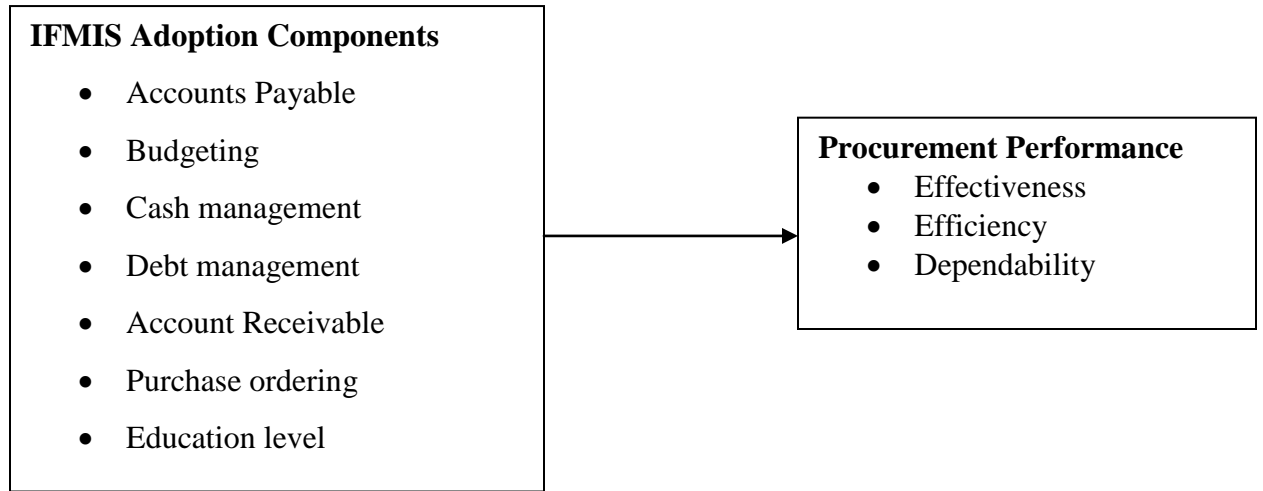 IFMIS Adoption Components
• Accounts Payable
• Budgeting
• Cash management
• Debt management
• Account Receivable
• Purchase ordering
• Education level
Procurement Performance
• Effectiveness
• Efficiency
• Dependability